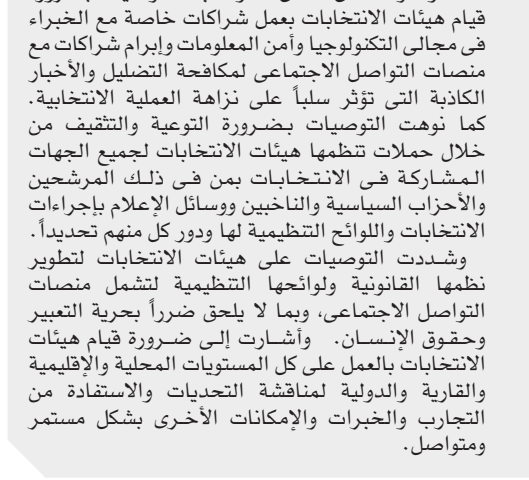 قيام هيئات الانتخابات بعمل شراكات خاصة مع الخبراء
فى مجالى التكنولوجيا وأمن المعلومات وإبرام شراكات مع
منصات التواصل الاجتماعى لمكافحة التضليل والأخبار
الكاذبة التى تؤثر سلباً على نزاهة العملية الانتخابية.
كما نوهت التوصيات بضرورة التوعية والتثقيف من
خلال حملات تنظمها هيئات الانتخابات لجميع الجهات
المشاركة فى الانتخابات بمن فى ذلك المرشحين
والأحزاب السياسية والناخبين ووسائل الإعلام بإجراءات
الانتخابات واللوائح التنظيمية لها ودور كل منهم تحديداً.
وشددت التوصيات على هيئات الانتخابات لتطوير
نظمها القانونية ولوائحها التنظيمية لتشمل منصات
التواصل الاجتماعى، وبما لا يلحق ضرراً بحرية التعبير
وحقوق الإنسان. وأشارت إلى ضرورة قيام هيئات
الانتخابات بالعمل على كل المستويات المحلية والإقليمية
والقارية والدولية لمناقشة التحديات والاستفادة من
التجارب والخبرات والإمكانات الأخرى بشكل مستمر
ومتواصل.